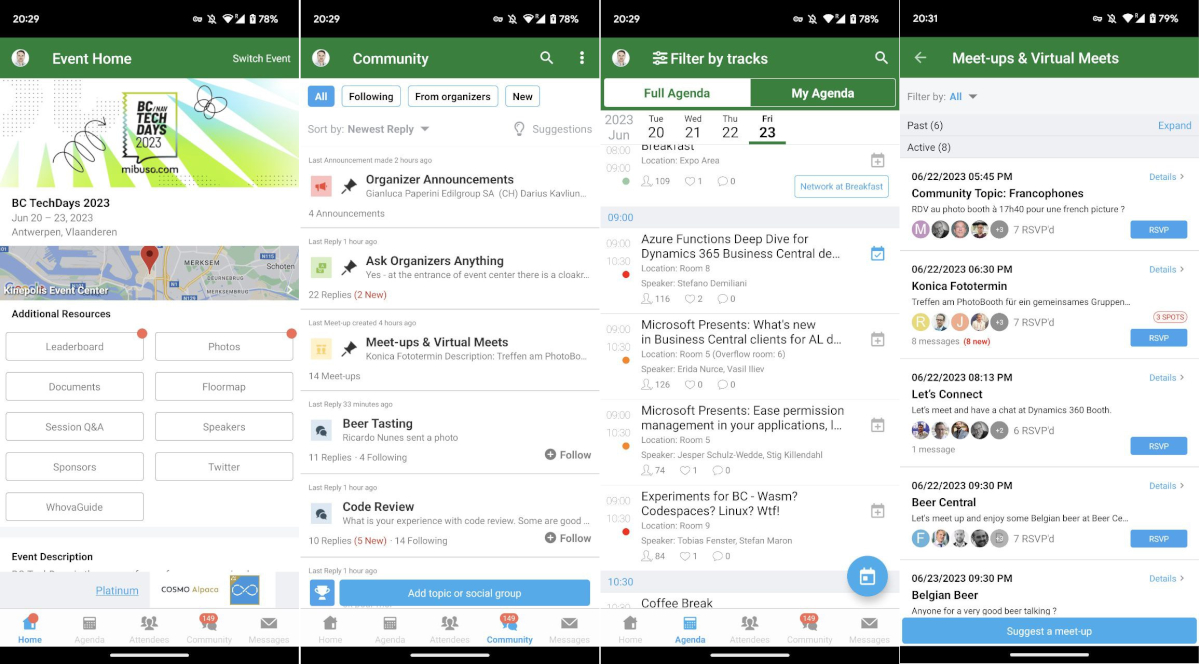 20:29
78%
Event Home
Switch Event
BC/NAV
TECH
DAYS
2023
mibuso.com
BC TechDays 2023
Jun 20 – 23, 2023
Antwerpen, Vlaanderen
MERKSEM
N115
Schoten
DEURNEBRUG
MERKSEMBRUG
N12
Kinepolis Event Center
Additional Resources
Leaderboard
Photos
Documents
Floormap
Session Q&A
Speakers
Sponsors
Twitter
WhovaGuide
Event Description
Platinum
COSMO Alpaca
149
Home
Agenda
Attendees
Community
Messages
20:29
78%
Community
All
Following
From organizers
New
Sort by: Newest Reply
Suggestions
Last Announcement made 2 hours ago
Organizer Announcements
Gianluca Paperini Edilgroup SA (CH) Darius Kavliun...
4 Announcements
Last Reply 1 hour ago
Ask Organizers Anything
Yes - at the entrance of event center there is a cloakr...
22 Replies (2 New)
Last Meet-up created 4 hours ago
Meet-ups & Virtual Meets
Konica Fototermin Description: Treffen am PhotoBo...
14 Meet-ups
Last Reply 33 minutes ago
Beer Tasting
Ricardo Nunes sent a photo
11 Replies · 4 Following
Follow
Last Reply 1 hour ago
Code Review
What is your experience with code review. Some are good ...
10 Replies (5 New) · 14 Following
Follow
Last Reply 1 hour ago
Add topic or social group
149
Home
Agenda
Attendees
Community
Messages
20:29
78%
Filter by tracks
Full Agenda
My Agenda
2023
Jun
Tue
20
Wed
21
Thu
22
Fri
23
08:00
09:00
Breakfast
Location: Expo Area
109
1
0
Network at Breakfast
09:00
09:00
10:30
Azure Functions Deep Dive for
Dynamics 365 Business Central de...
Location: Room 8
Speaker: Stefano Demiliani
116
2
0
09:00
10:30
Microsoft Presents: What's new
in Business Central clients for AL d...
Location: Room 5 (Overflow room: 6)
Speaker: Erida Nurce, Vasil Iliev
126
0
0
09:00
10:30
Microsoft Presents: Ease permission
management in your applications, I...
Location: Room 5
Speaker: Jesper Schulz-Wedde, Stig Killendahl
74
1
0
09:00
10:30
Experiments for BC - Wasm?
Codespaces? Linux? Wtf!
Location: Room 9
Speaker: Tobias Fenster, Stefan Maron
84
1
0
10:30
10:30
Coffee Break
149
Home
Agenda
Attendees
Community
Messages
20:31
79%
Meet-ups & Virtual Meets
Filter by: All
Past (6)
Expand
Active (8)
06/22/2023 05:45 PM
Details
Community Topic: Francophones
RDV au photo booth à 17h40 pour une french picture ?
M
+3
7 RSVP'd
RSVP
06/22/2023 06:30 PM
Details
Konica Fototermin
Treffen am PhotoBooth für ein gemeinsames Gruppen...
R
J
+3
7 RSVP'd
3 SPOTS
RSVP
8 messages (8 new)
06/22/2023 08:13 PM
Details
Let's Connect
Let's meet and have a chat at Dynamics 360 Booth.
+2
6 RSVP'd
RSVP
1 message
06/22/2023 09:30 PM
Details
Beer Central
Let's meet up and enjoy some Belgian beer at Beer Ce...
F
+3
7 RSVP'd
RSVP
06/23/2023 09:30 PM
Details
Belgian Beer
Anyone for a very good beer talking ?
Suggest a meet-up